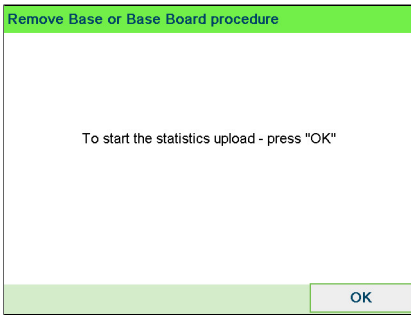 Remove Base or Base Board procedure
To start the statistics upload - press "OK"
OK